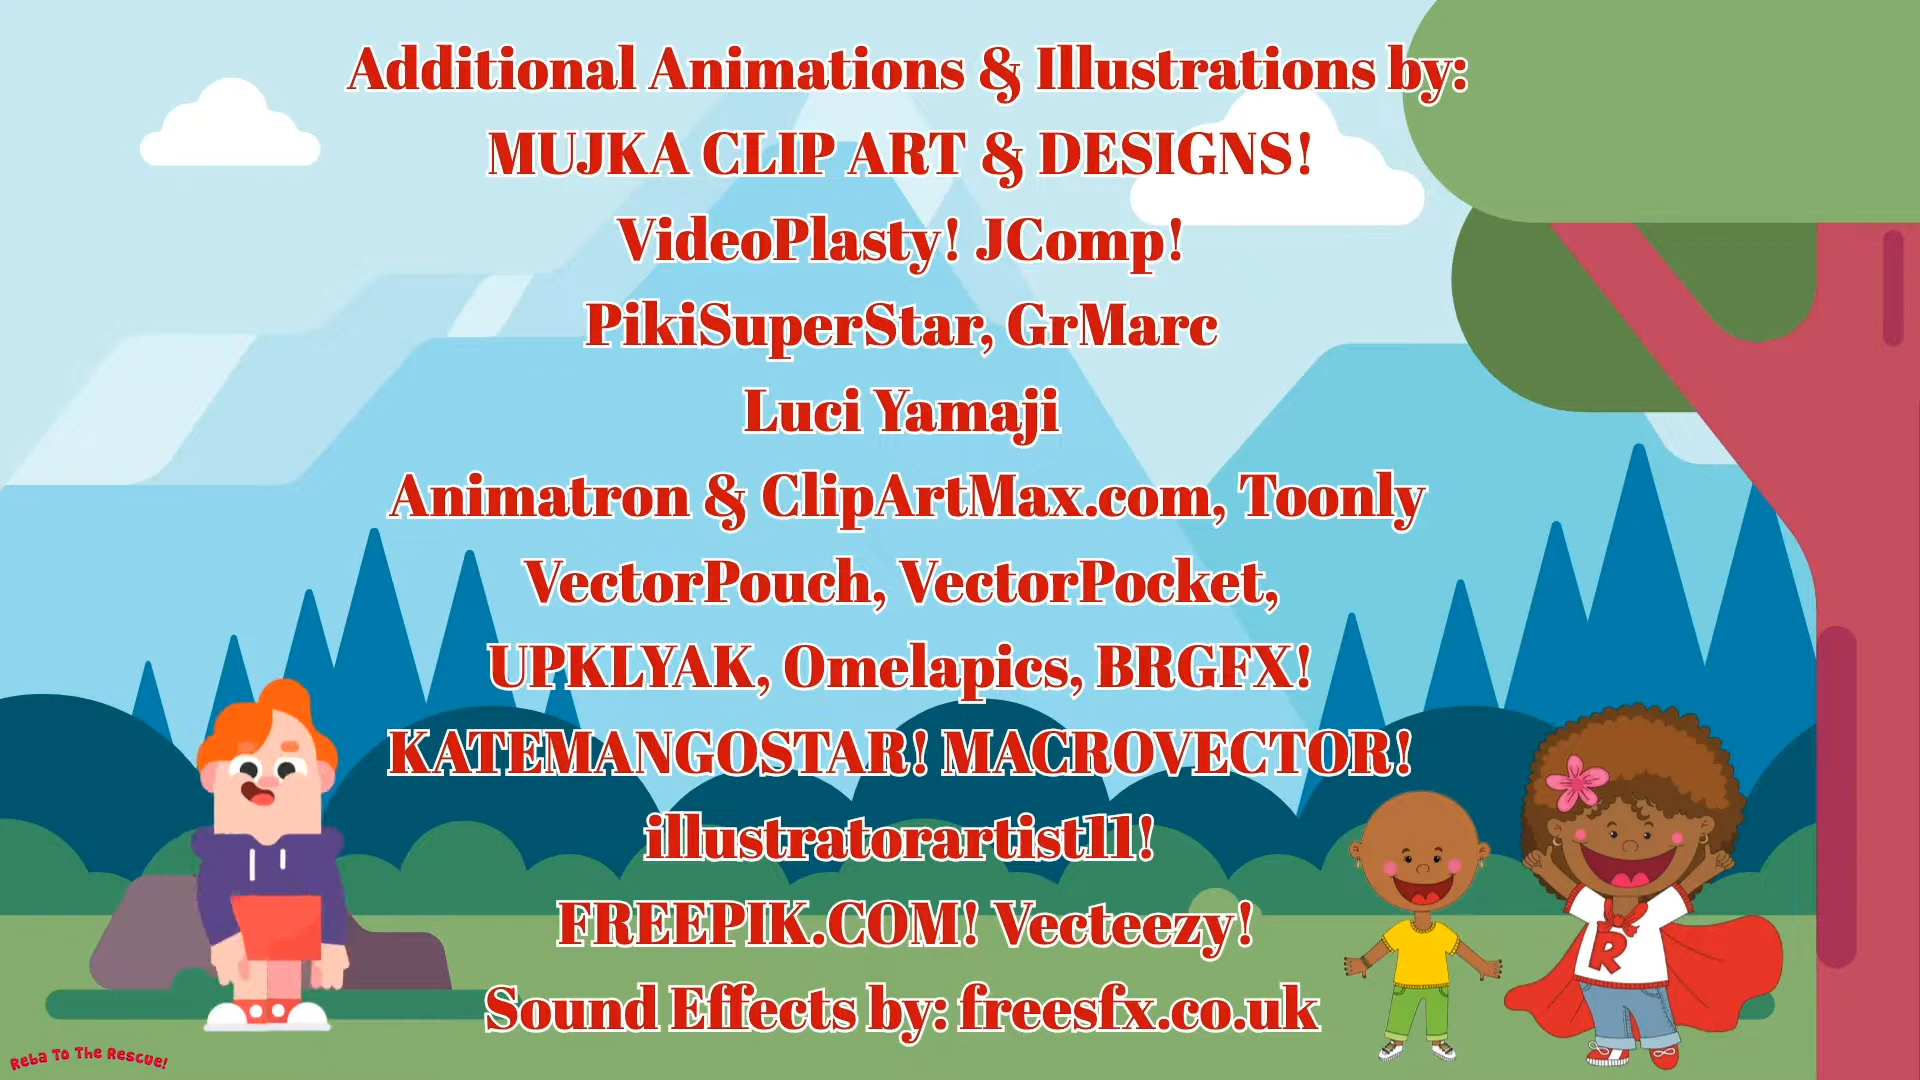 Additional Animations & Illustrations by:
MUJKA CLIP ART & DESIGNS!
VideoPlasty! JComp!
PikiSuperStar, GrMarc
Luci Yamaji
Animatron & ClipArtMax.com, Toonly
VectorPouch, VectorPocket,
UPKLYAK, Omelapics, BRGFX!
KATEMANGOSTAR! MACROVECTOR!
illustratorartist11!
FREEPIK.COM! Vecteezy!
Sound Effects by: freesfx.co.uk
R
Reba To The Rescue!